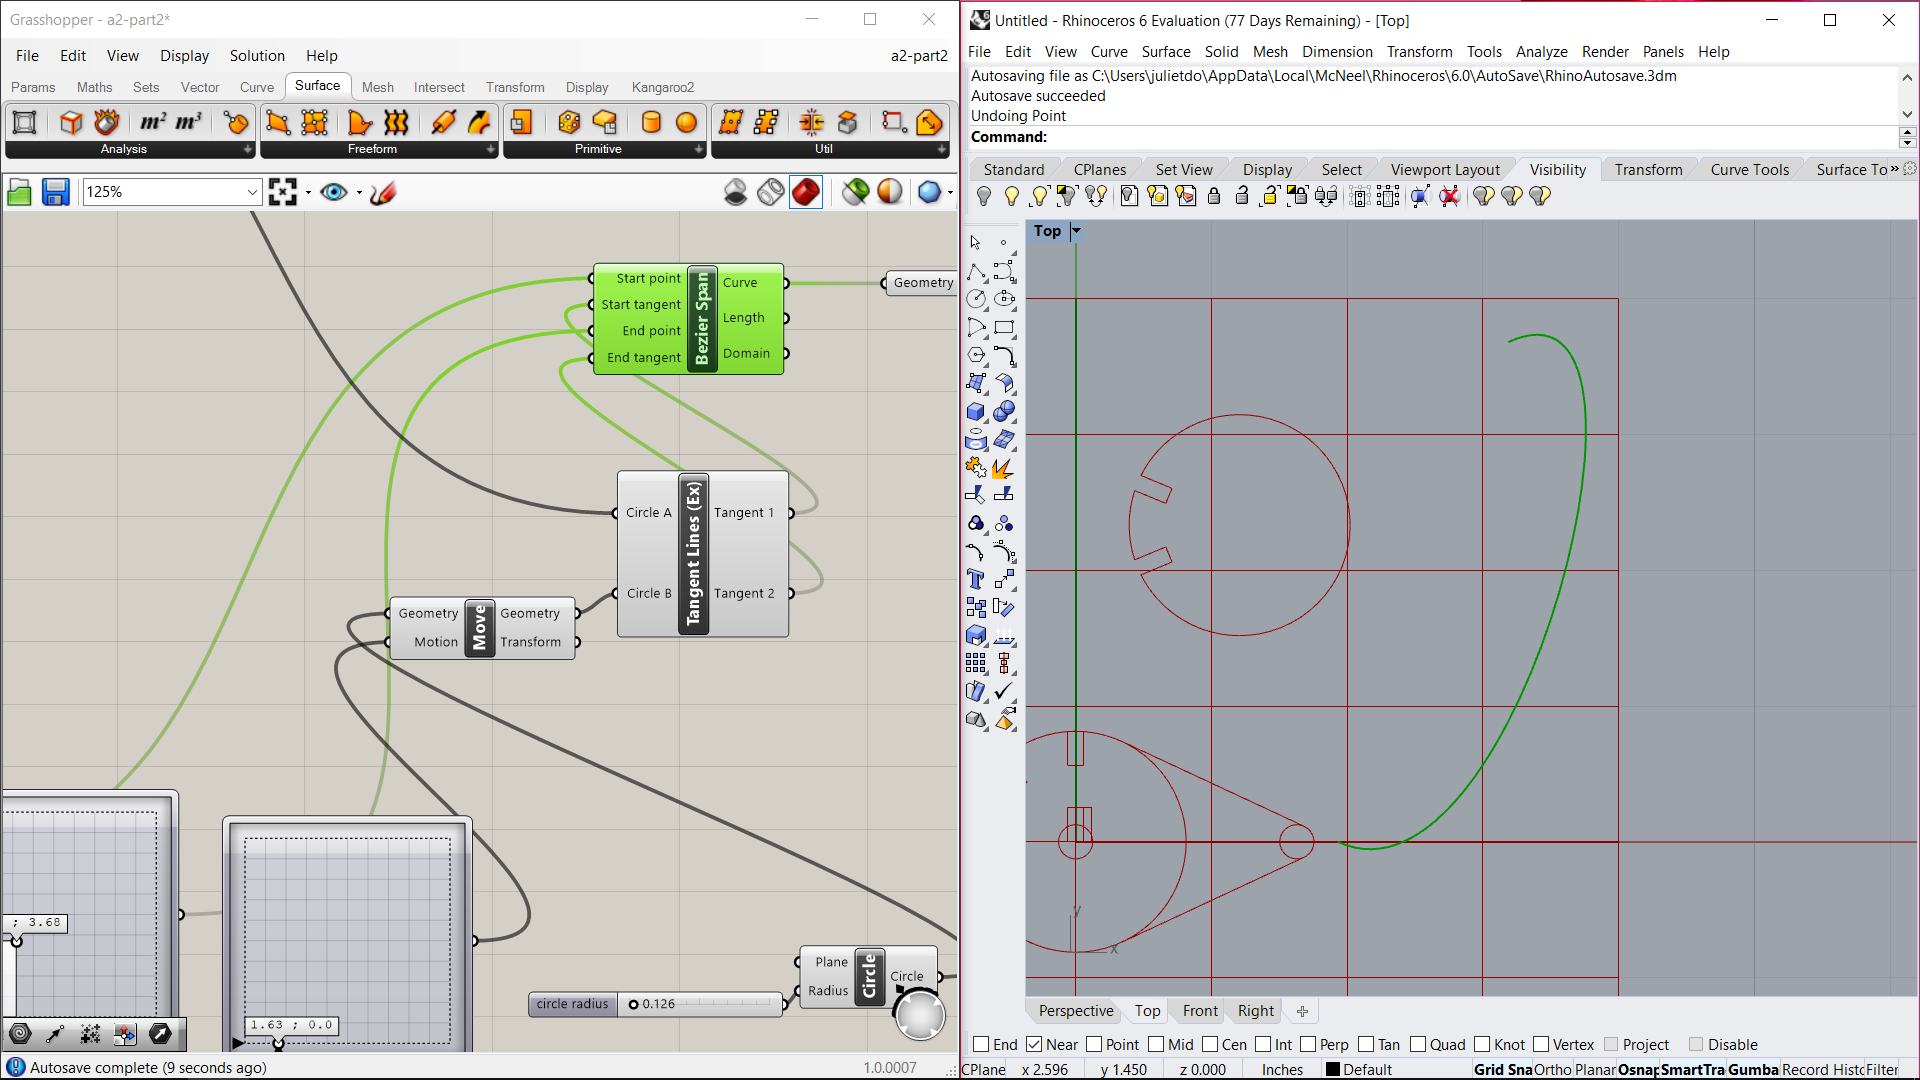 Grasshopper - a2-part2*
File Edit View Display Solution Help a2-part2
Params Maths Sets Vector Curve Surface Mesh Intersect Transform Display Kangaroo2
m² m³
Analysis Freeform Primitive Util
125%
Start point
Start tangent
End point
End tangent
Bezier Span
Curve
Length
Domain
Geometry
Circle A
Circle B
Tangent Lines (Ex)
Tangent 1
Tangent 2
Geometry
Motion
Move
Geometry
Transform
; 3.68
1.63 ; 0.0
circle radius 0.126
Plane
Radius
Circle
Circle
Autosave complete (9 seconds ago) 1.0.0007
Untitled - Rhinoceros 6 Evaluation (77 Days Remaining) - [Top]
File Edit View Curve Surface Solid Mesh Dimension Transform Tools Analyze Render Panels Help
Autosaving file as C:\Users\julietdo\AppData\Local\McNeel\Rhinoceros\6.0\AutoSave\RhinoAutosave.3dm
Autosave succeeded
Undoing Point
Command:
Standard CPlanes Set View Display Select Viewport Layout Visibility Transform Curve Tools Surface To »
Top
y
x
Perspective Top Front Right
End Near Point Mid Cen Int Perp Tan Quad Knot Vertex Project Disable
CPlane x 2.596 y 1.450 z 0.000 Inches Default Grid Sna Ortho Planar Osnap SmartTra Gumba Record Histo Filter